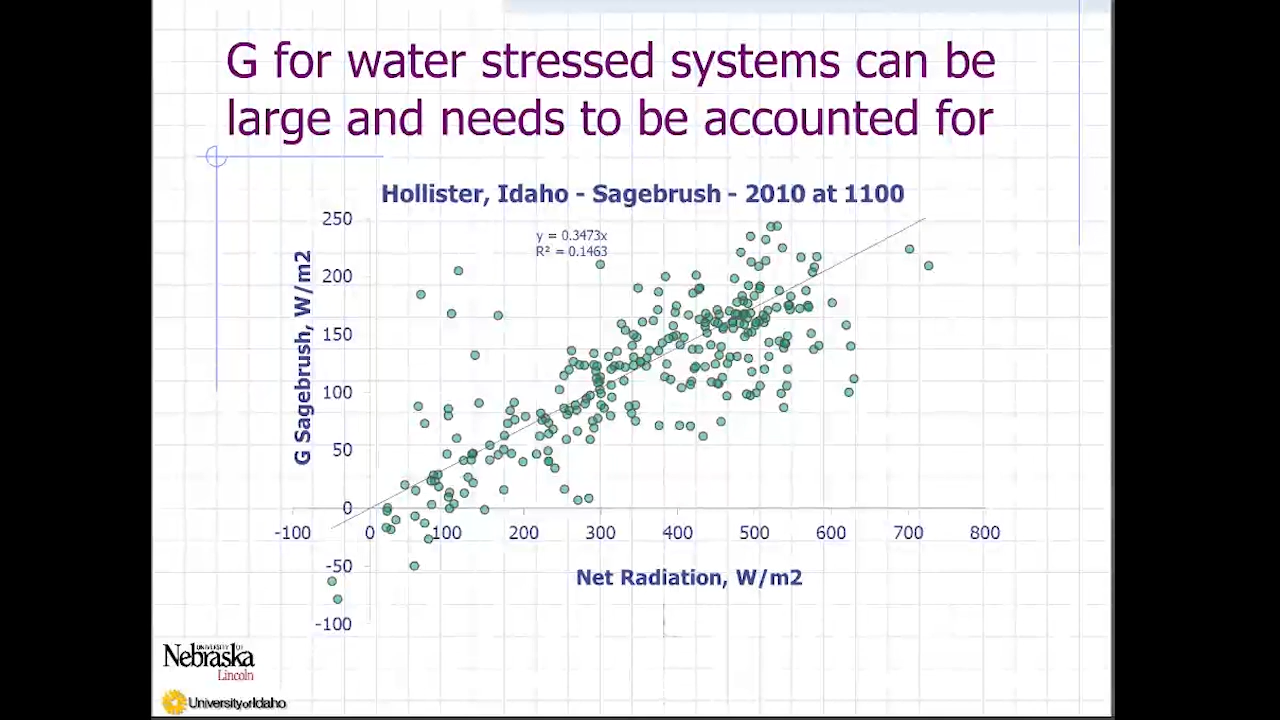 G for water stressed systems can be
large and needs to be accounted for
Hollister, Idaho - Sagebrush - 2010 at 1100
y = 0.3473x
R² = 0.1463
G Sagebrush, W/m2
250
200
150
100
50
0
-50
-100
-100 0 100 200 300 400 500 600 700 800
Net Radiation, W/m2
UNIVERSITY OF
Nebraska
Lincoln
University of Idaho